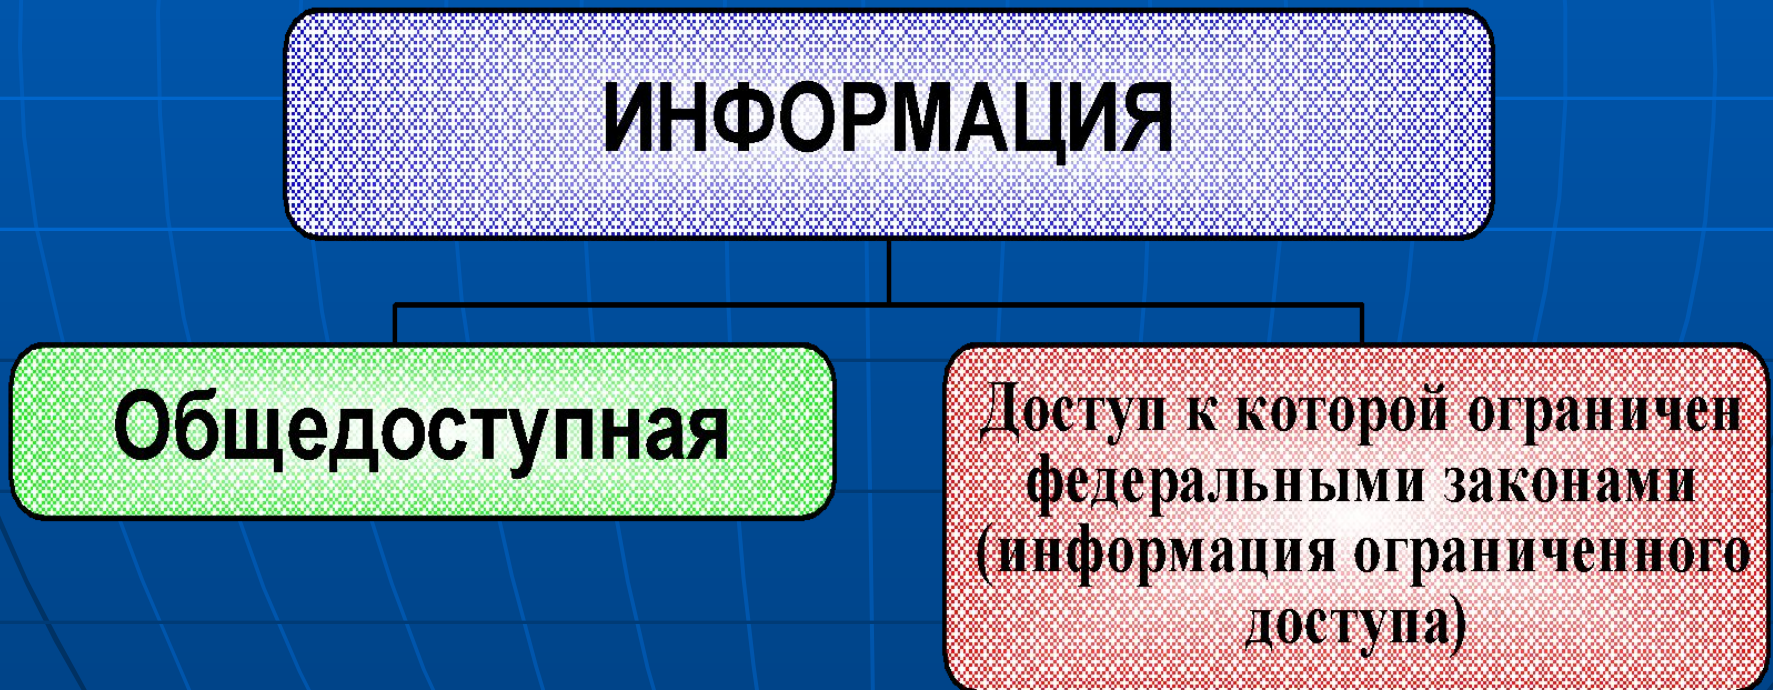 ИНФОРМАЦИЯ
Общедоступная
Доступ к которой ограничен
федеральными законами
(информация ограниченного
доступа)